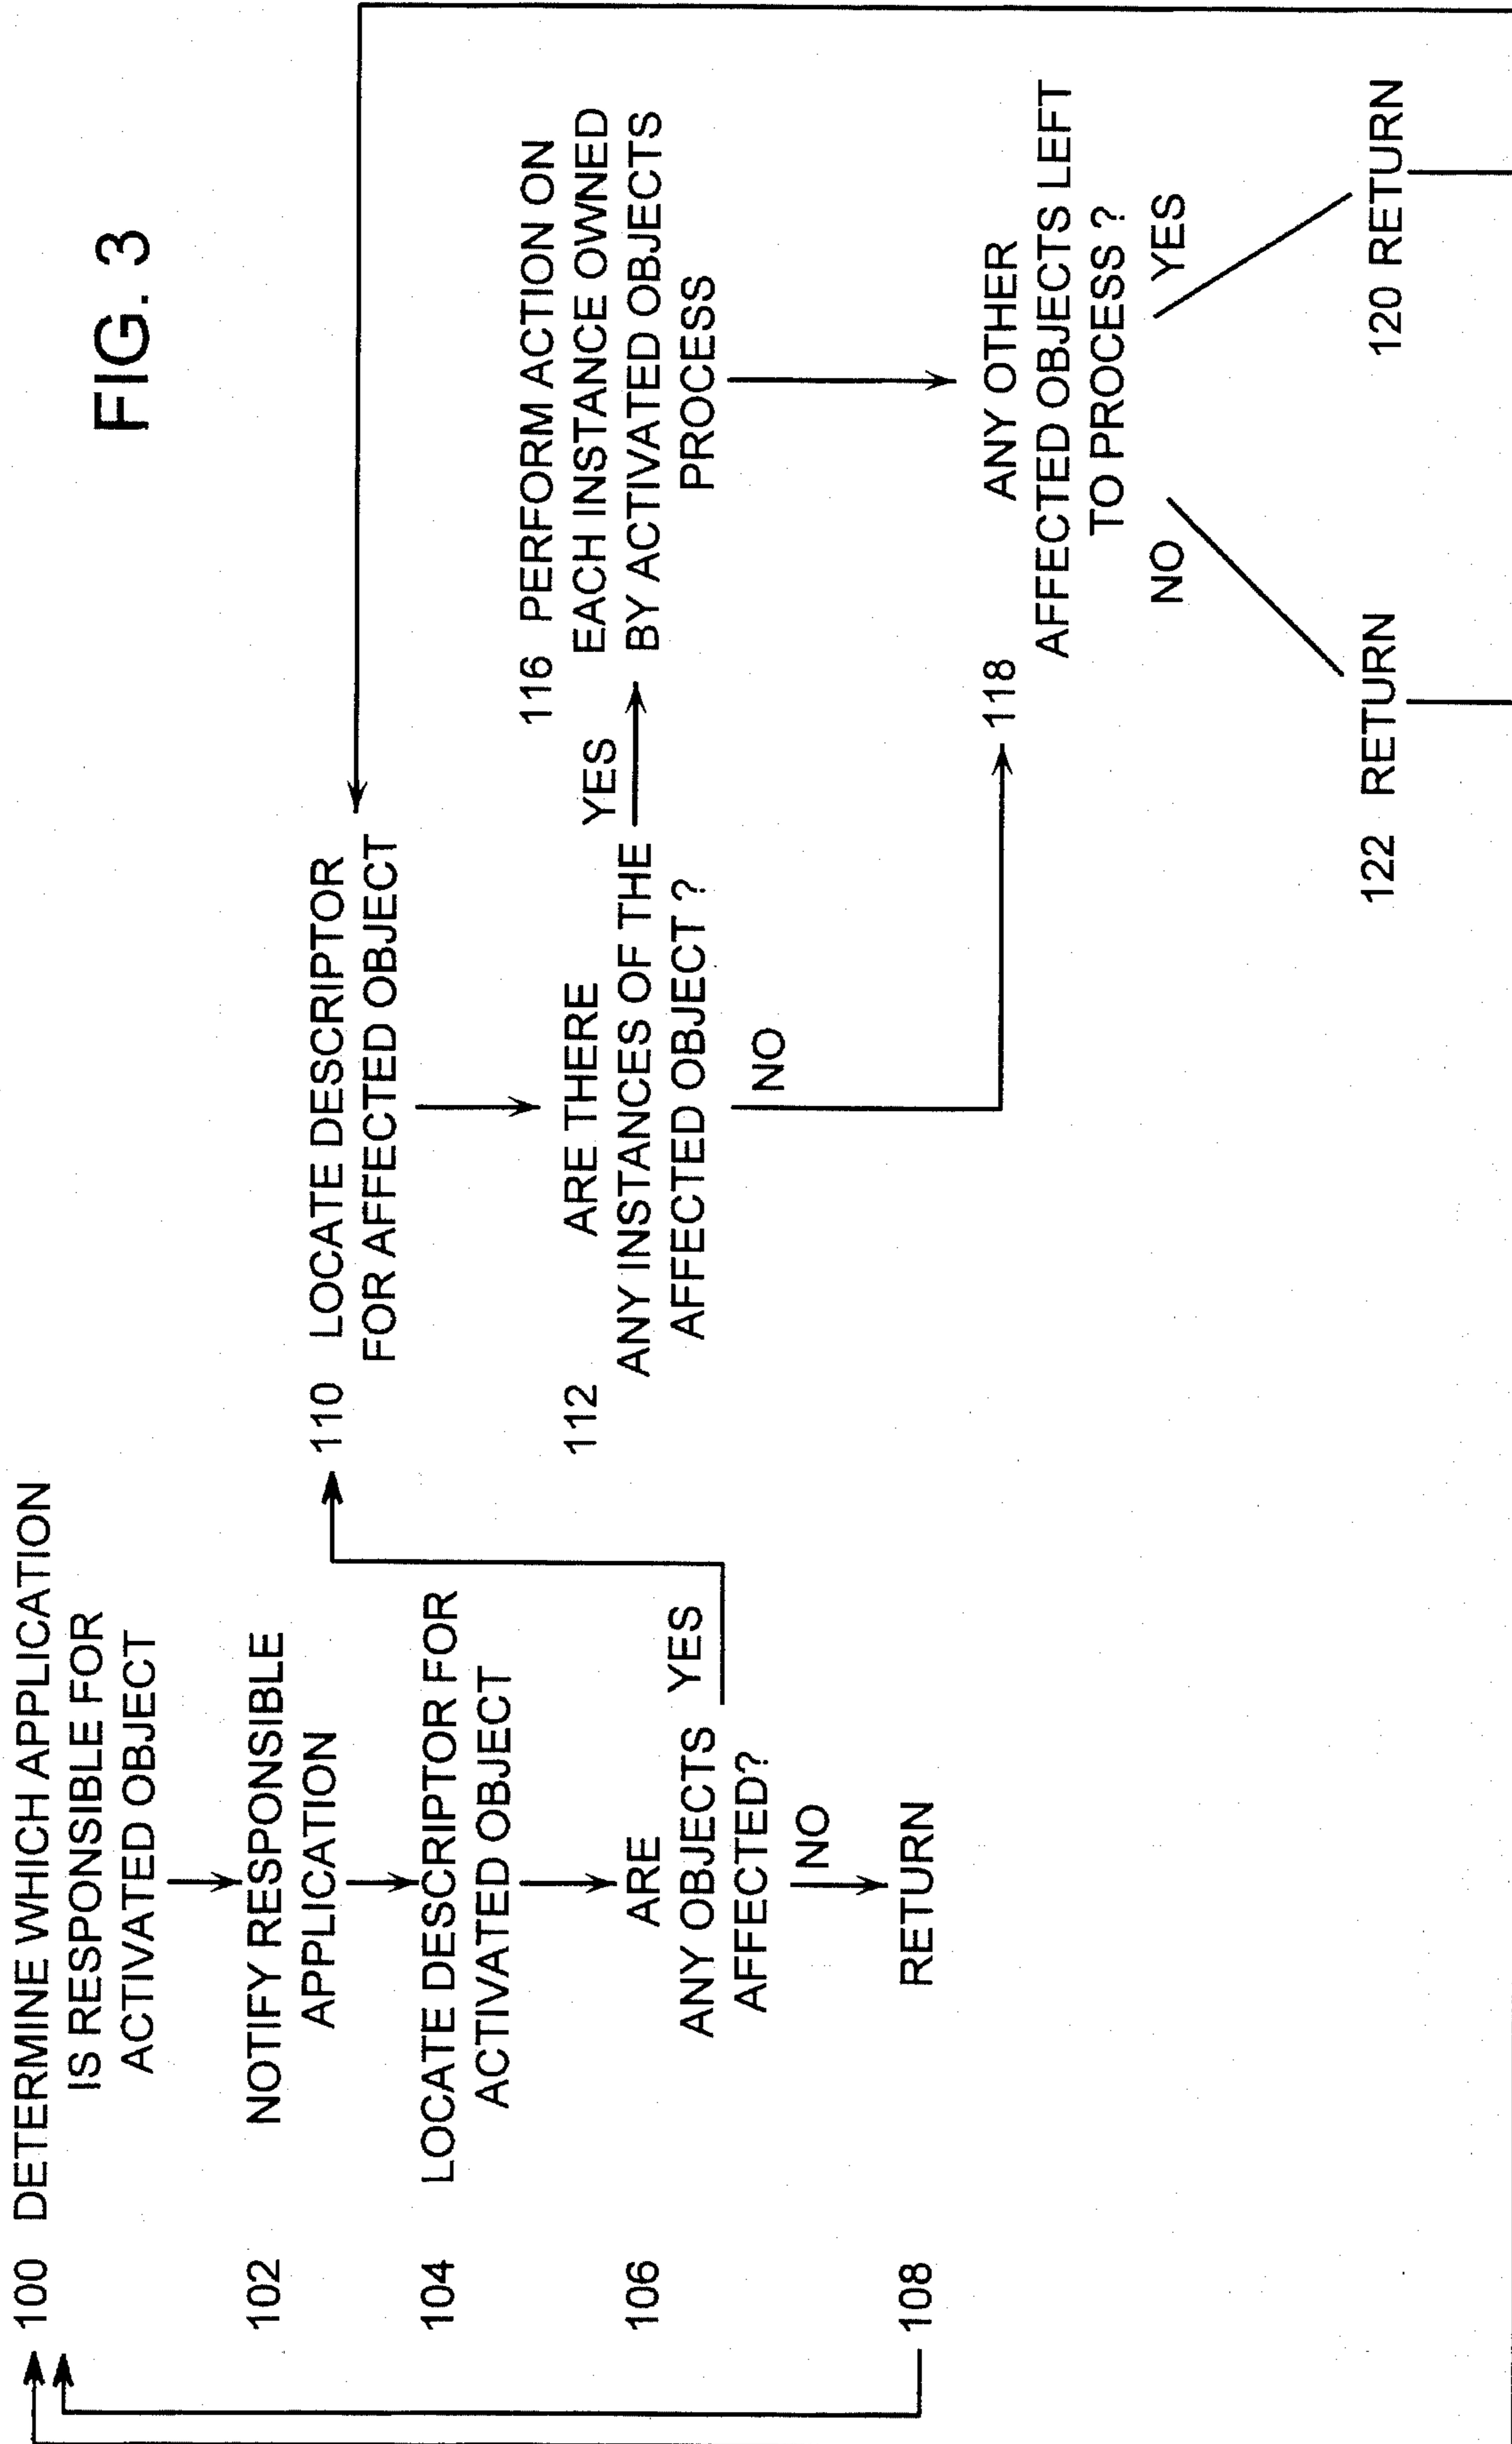 FIG. 3
100 DETERMINE WHICH APPLICATION
IS RESPONSIBLE FOR
ACTIVATED OBJECT
102 NOTIFY RESPONSIBLE
APPLICATION
104 LOCATE DESCRIPTOR FOR
ACTIVATED OBJECT
106 ARE
ANY OBJECTS YES
AFFECTED?
NO
108 RETURN
110 LOCATE DESCRIPTOR
FOR AFFECTED OBJECT
112 ARE THERE
YES
ANY INSTANCES OF THE
AFFECTED OBJECT ?
NO
116 PERFORM ACTION ON
EACH INSTANCE OWNED
BY ACTIVATED OBJECTS
PROCESS
118 ANY OTHER
AFFECTED OBJECTS LEFT
TO PROCESS ?
NO YES
122 RETURN
120 RETURN